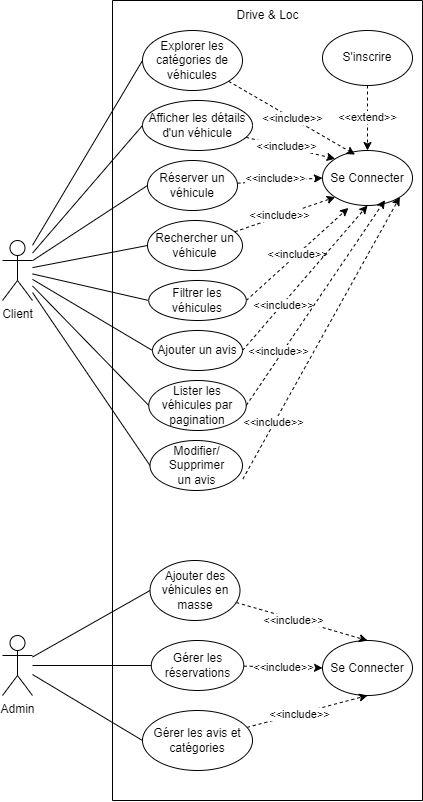 Drive & Loc
Explorer les
catégories de
véhicules
S'inscrire
<<include>>
<<extend>>
Afficher les détails
d'un véhicule
<<include>>
Réserver un
véhicule
<<include>>
Se Connecter
Rechercher un
véhicule
<<include>>
<<include>>
Client
Filtrer les
véhicules
<<include>>
Ajouter un avis
<<include>>
Lister les
véhicules par
pagination
<<include>>
Modifier/
Supprimer
un avis
Ajouter des
véhicules en
masse
<<include>>
Gérer les
réservations
<<include>>
Se Connecter
Admin
Gérer les avis et
catégories
<<include>>